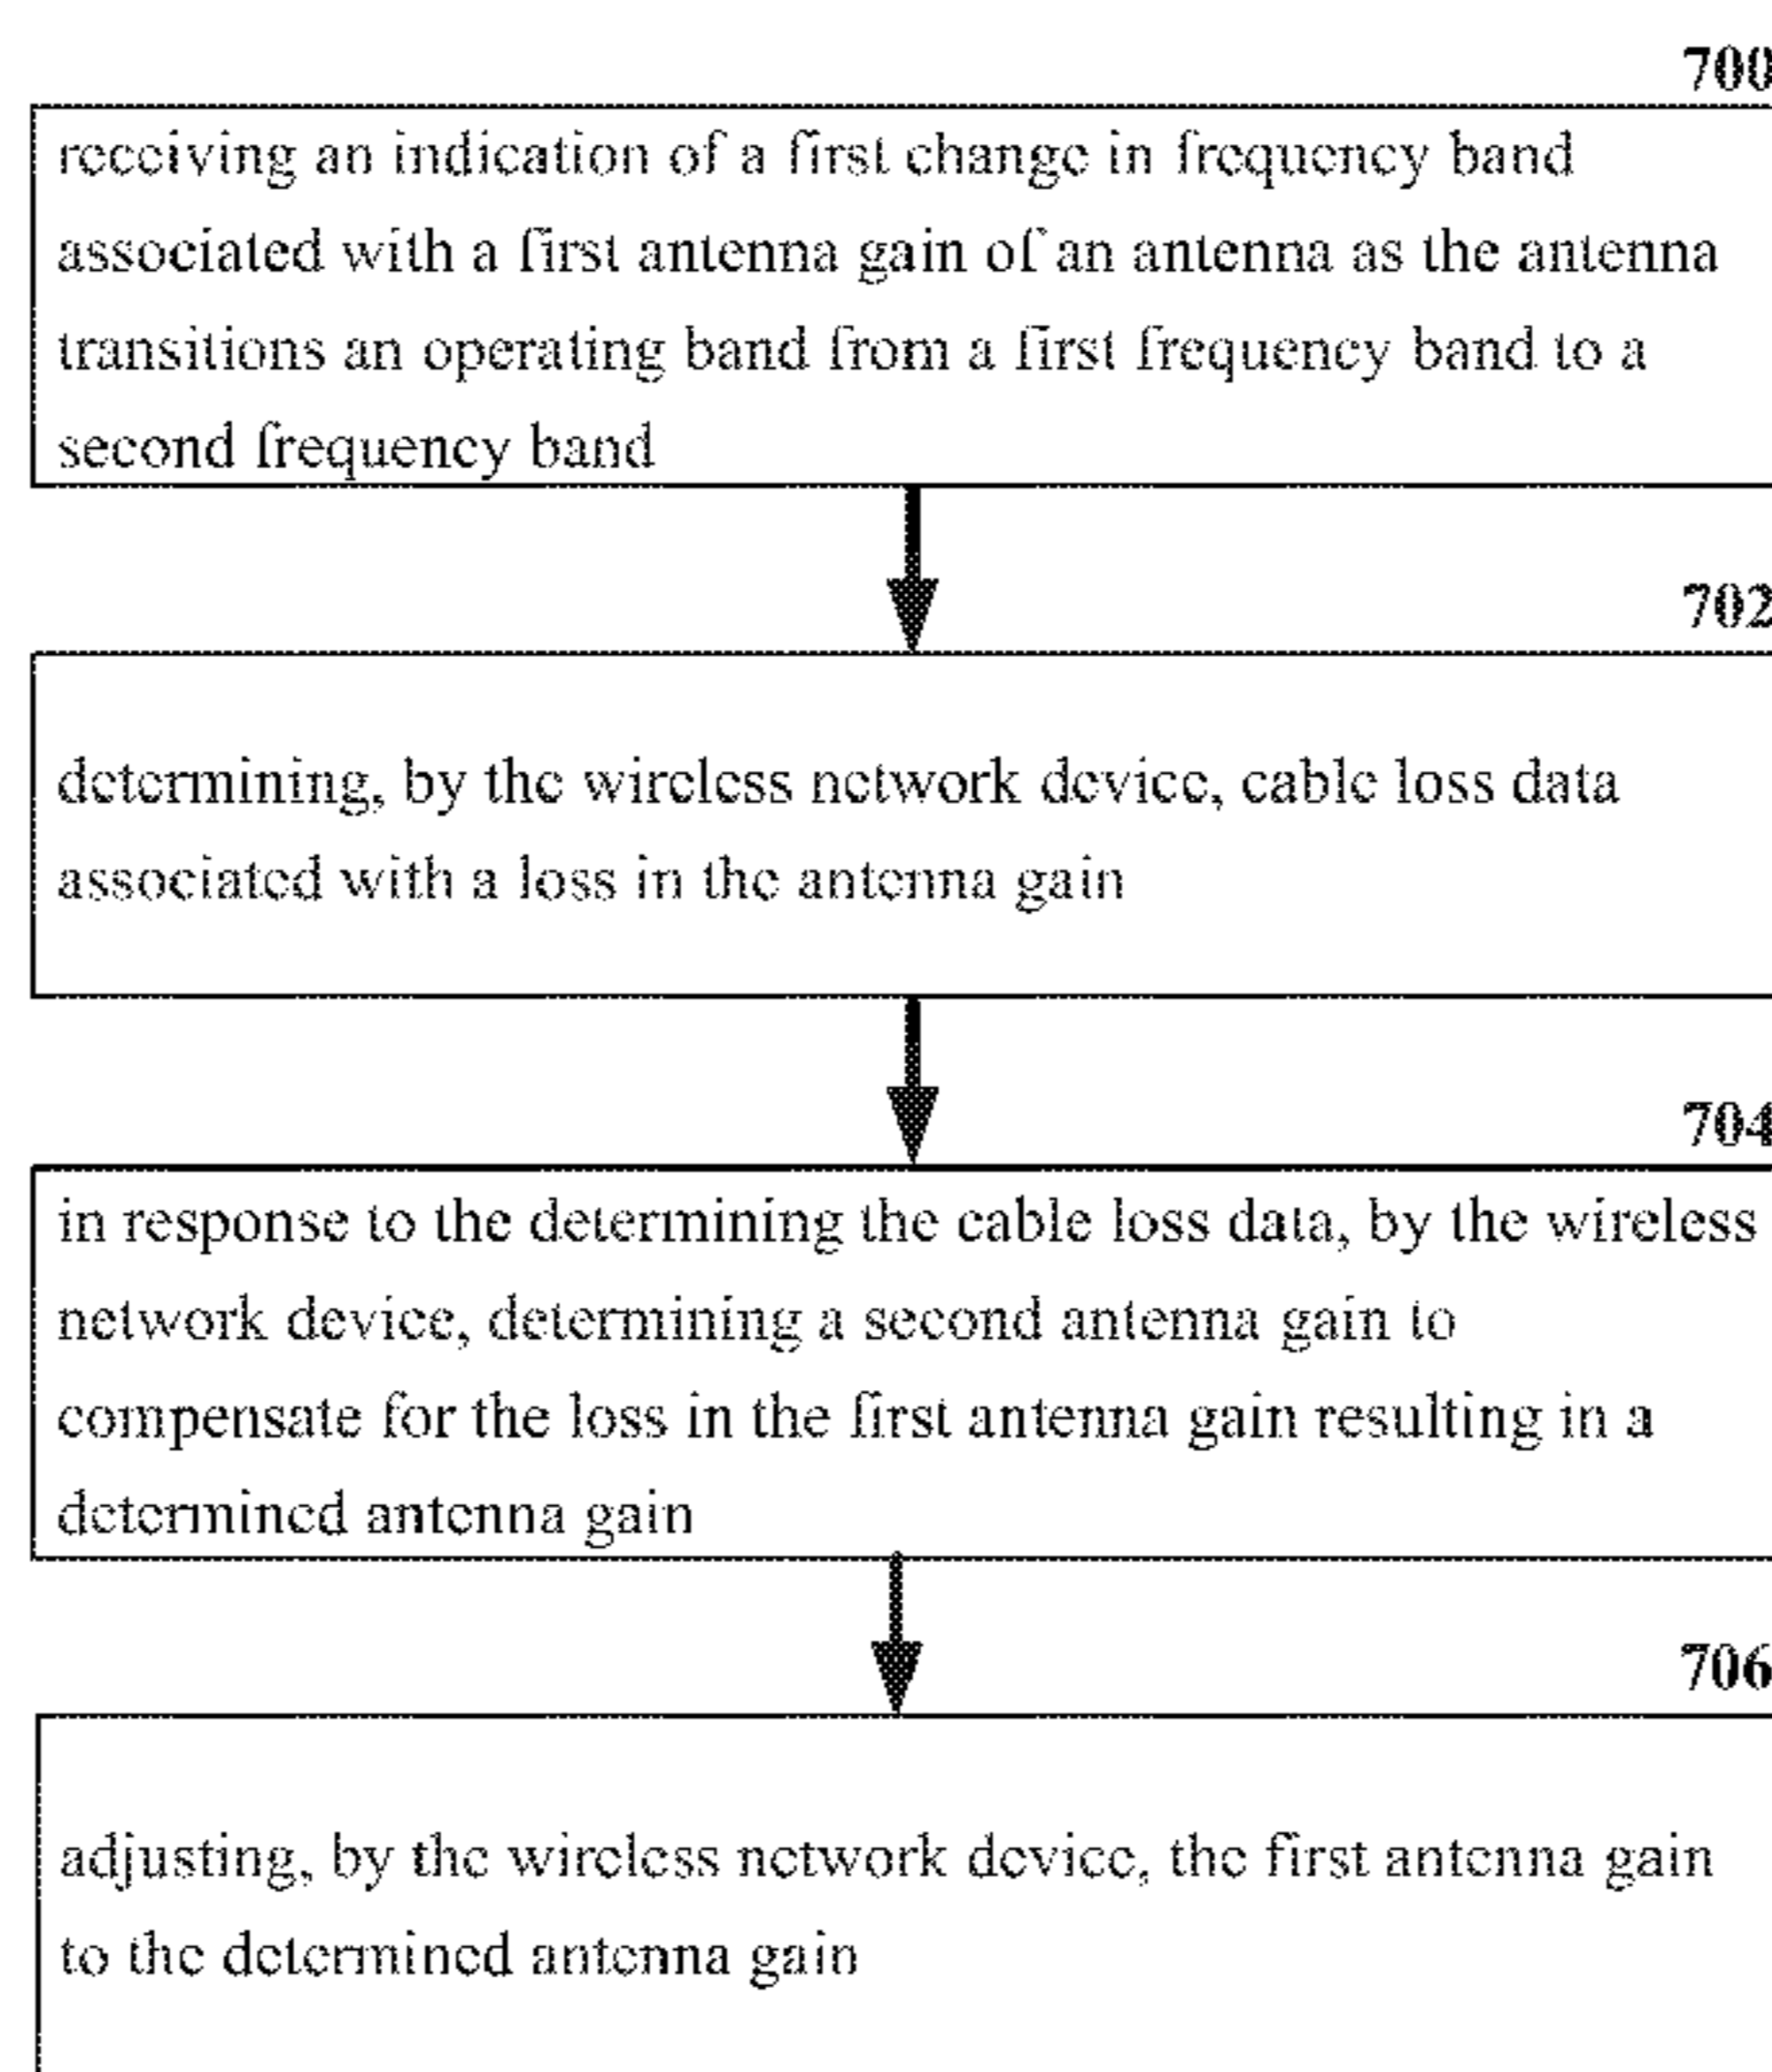 700
receiving an indication of a first change in frequency band
associated with a first antenna gain of an antenna as the antenna
transitions an operating band from a first frequency band to a
second frequency band
702
determining, by the wireless network device, cable loss data
associated with a loss in the antenna gain
704
in response to the determining the cable loss data, by the wireless
network device, determining a second antenna gain to
compensate for the loss in the first antenna gain resulting in a
determined antenna gain
706
adjusting, by the wireless network device, the first antenna gain
to the determined antenna gain